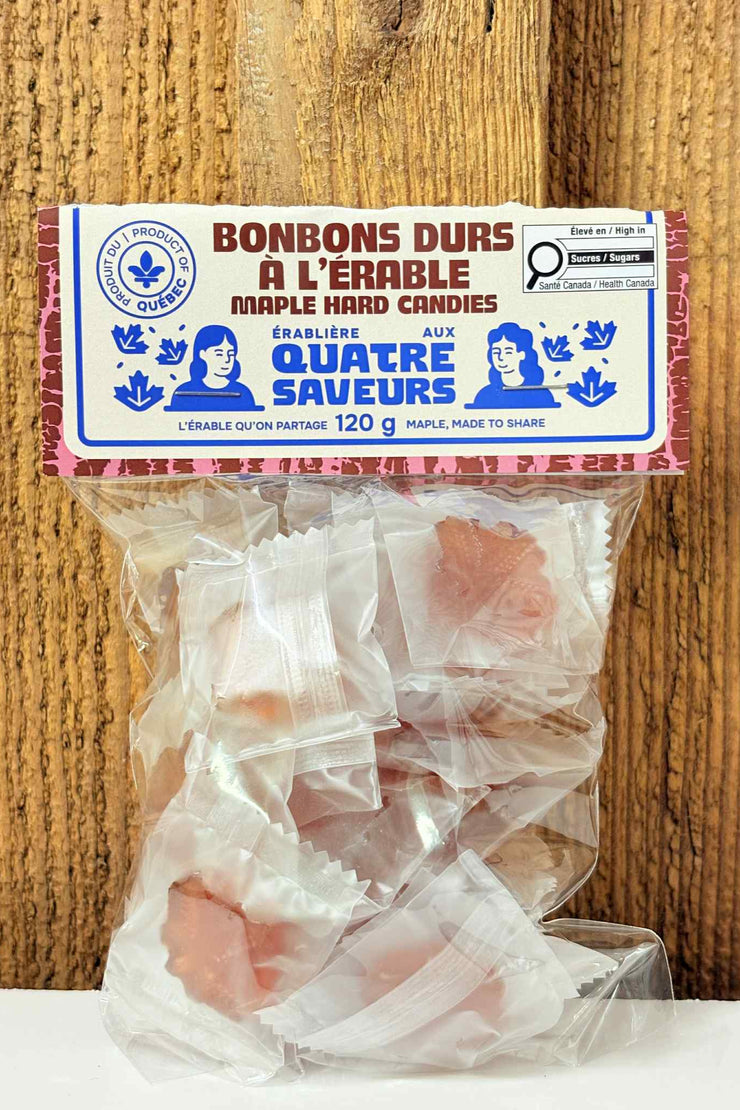 PRODUIT DU | PRODUCT OF
QUÉBEC
BONBONS DURS
À L'ÉRABLE
MAPLE HARD CANDIES
Élevé en / High in
Sucres / Sugars
Santé Canada / Health Canada
ÉRABLIÈRE AUX
QUATRE
SAVEURS
L'ÉRABLE QU'ON PARTAGE 120 g MAPLE, MADE TO SHARE